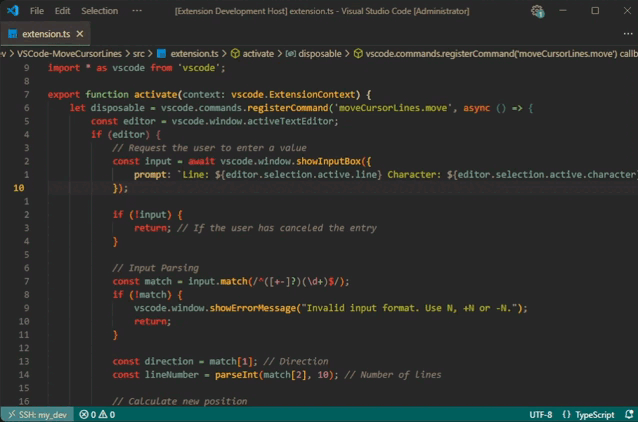 File Edit Selection ··· [Extension Development Host] extension.ts - Visual Studio Code [Administrator]
extension.ts ×
v > VSCode-MoveCursorLines > src > extension.ts > activate > disposable > vscode.commands.registerCommand('moveCursorLines.move') callb
9 import * as vscode from 'vscode';
8
7 export function activate(context: vscode.ExtensionContext) {
6 let disposable = vscode.commands.registerCommand('moveCursorLines.move', async () => {
5 const editor = vscode.window.activeTextEditor;
4 if (editor) {
3 // Request the user to enter a value
2 const input = await vscode.window.showInputBox({
1 prompt: `Line: ${editor.selection.active.line} Character: ${editor.selection.active.character}
10 });
1
2 if (!input) {
3 return; // If the user has canceled the entry
4 }
5
6 // Input Parsing
7 const match = input.match(/^([+-]?)(\d+)$/);
8 if (!match) {
9 vscode.window.showErrorMessage("Invalid input format. Use N, +N or -N.");
10 return;
11 }
12
13 const direction = match[1]; // Direction
14 const lineNumber = parseInt(match[2], 10); // Number of lines
15
16 // Calculate new position
SSH: my_dev 0 0 UTF-8 {} TypeScript